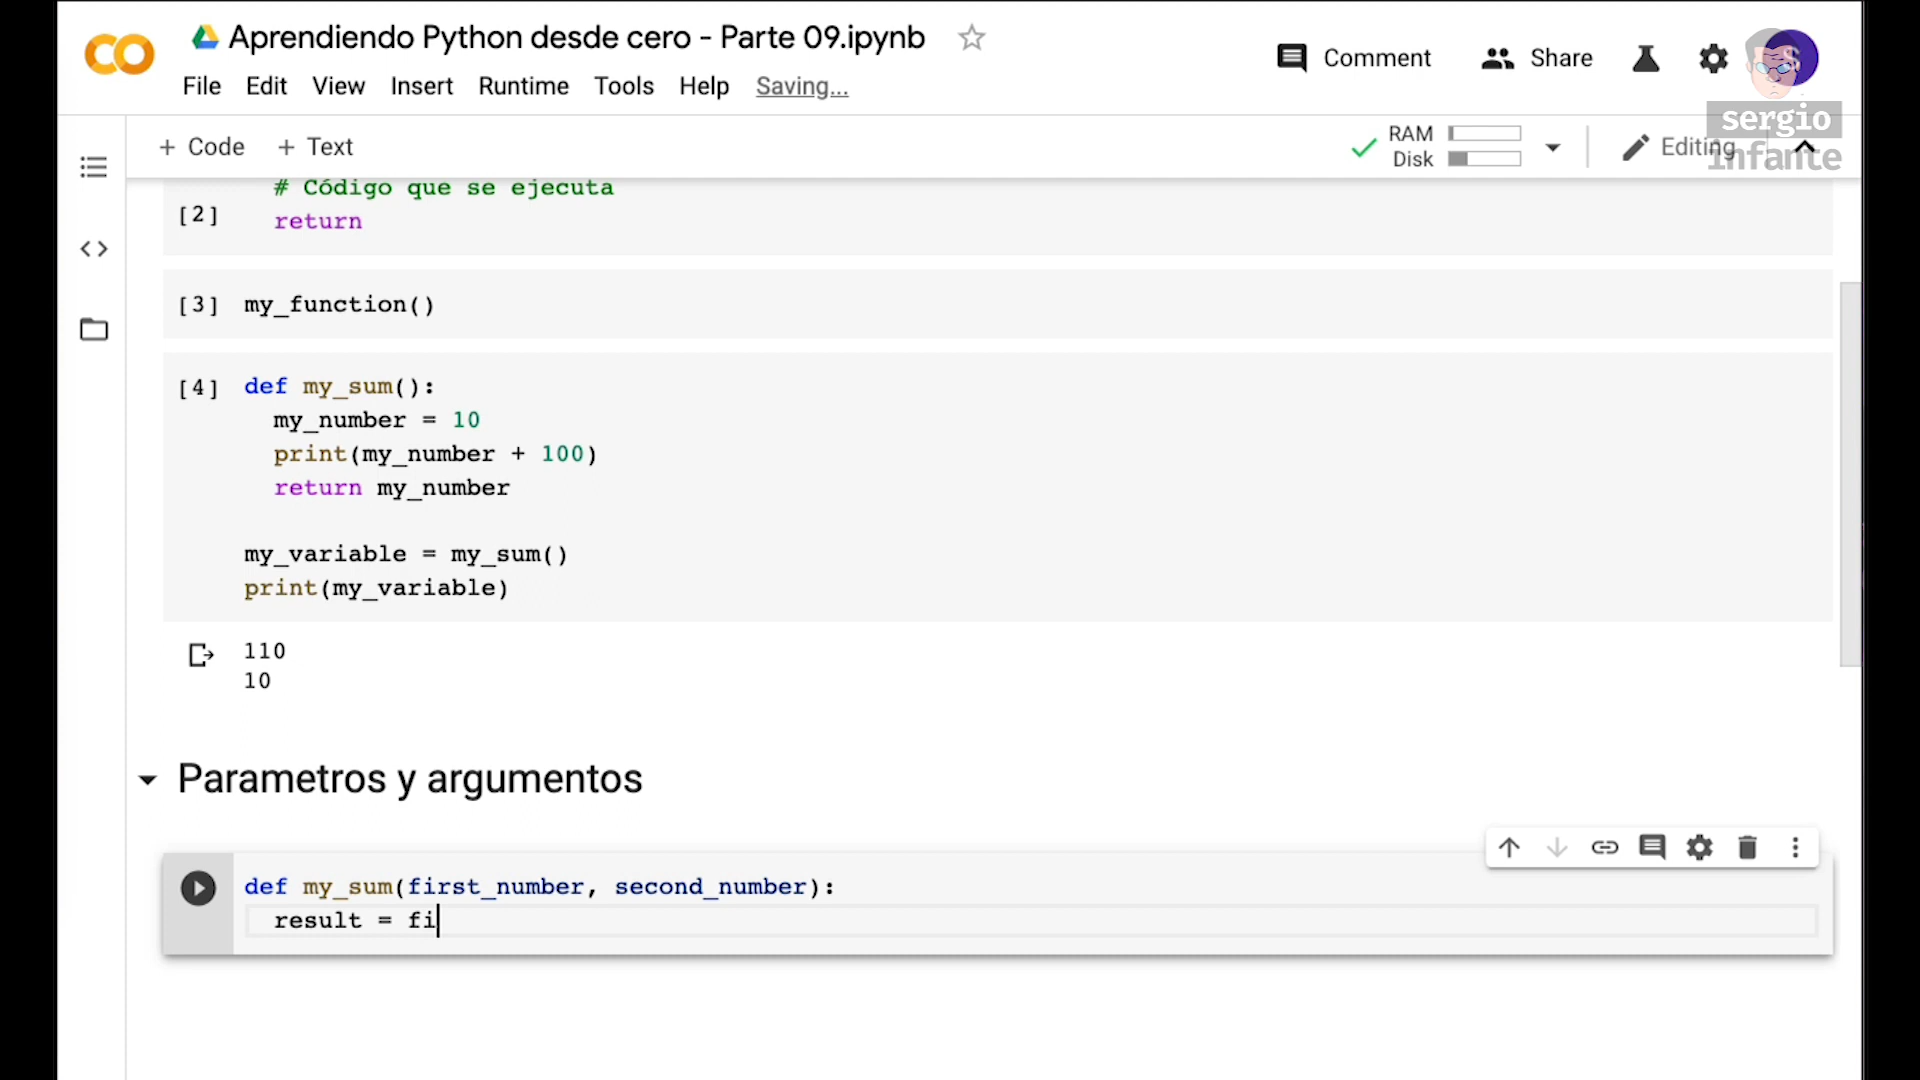 Aprendiendo Python desde cero - Parte 09.ipynb
File Edit View Insert Runtime Tools Help Saving...
Comment Share
sergio
infante
+ Code + Text
RAM
Disk
Editing
# Código que se ejecuta
[2] return
[3] my_function()
[4] def my_sum():
my_number = 10
print(my_number + 100)
return my_number
my_variable = my_sum()
print(my_variable)
110
10
Parametros y argumentos
def my_sum(first_number, second_number):
result = fi